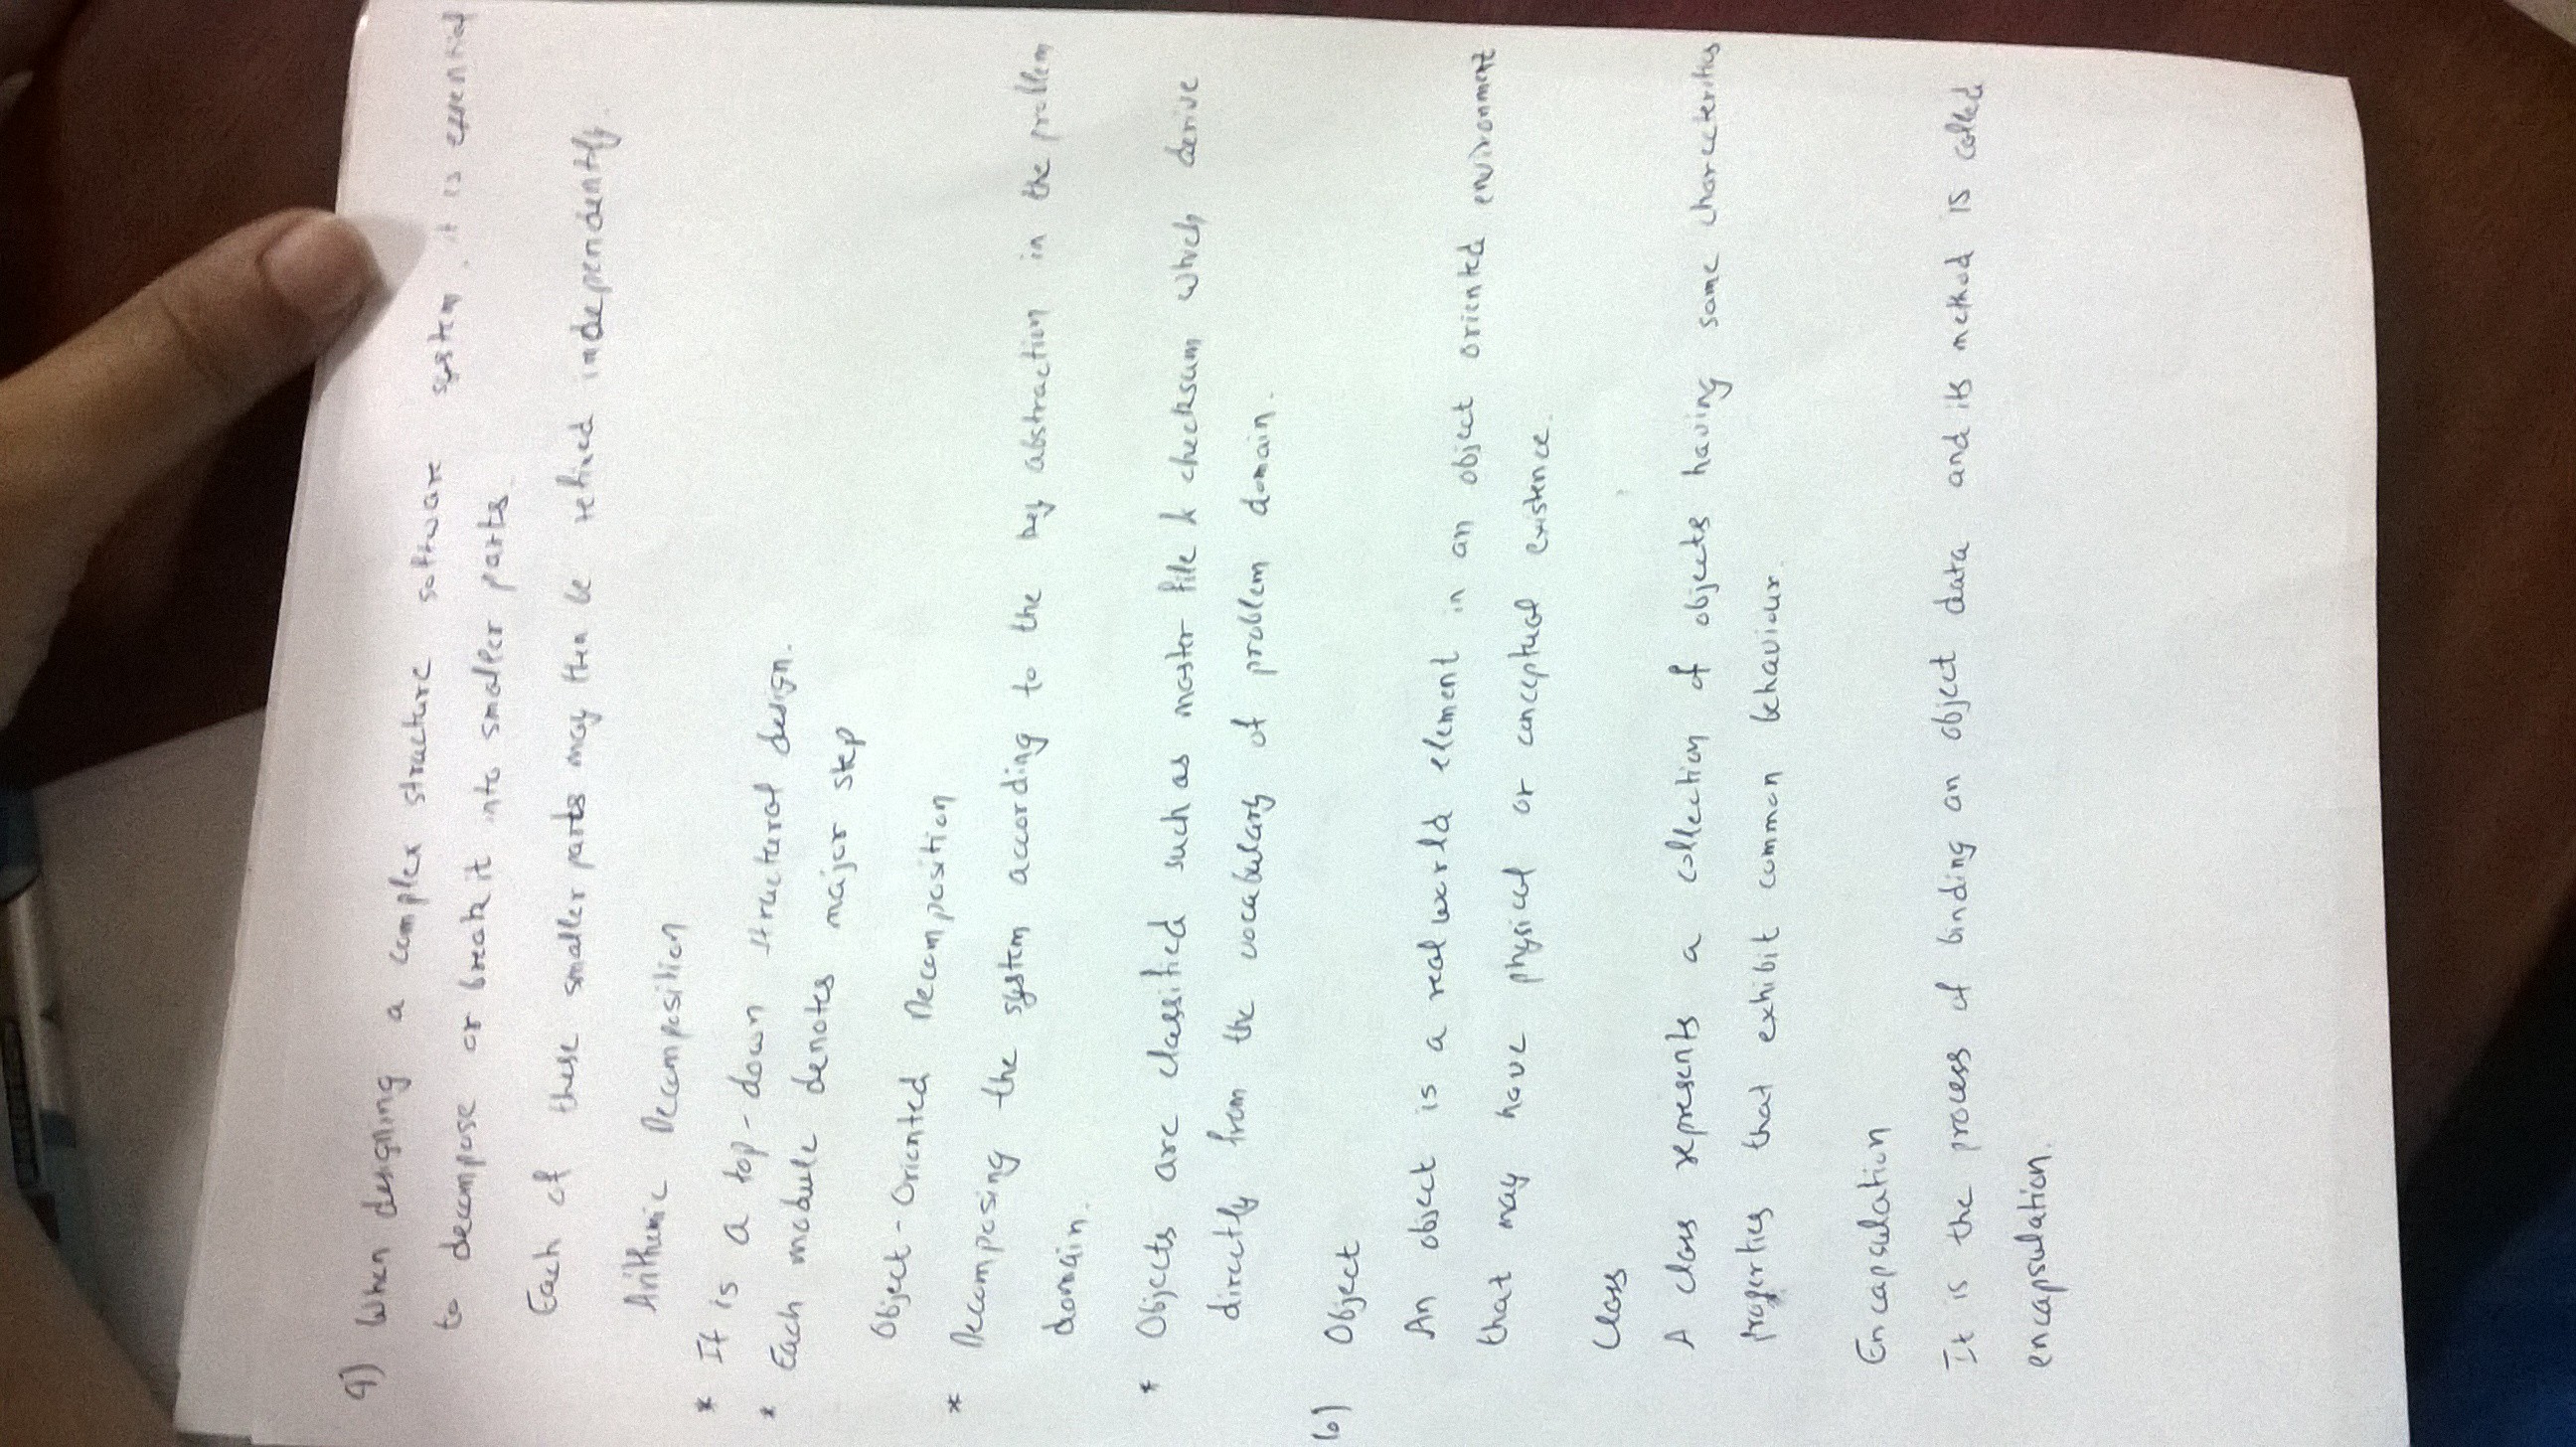 9) When designing a complex structure software system, it is essential
to decompose or break it into smaller parts.
Each of these smaller parts may then be refined independently.
Arithemic Decomposition
* It is a top-down structural design.
* Each module denotes major step
Object-Oriented Decomposition
* Decomposing the system according to the key abstraction in the problem
domain.
* Objects are classified such as master file & checksum which derive
directly from the vocabulary of problem domain.
Object
An object is a real world element in an object oriented environment
that may have physical or conceptual existence.
Class
A class represents a collection of objects having same charecteritics
properties that exhibit common behaviour.
Encapsulation
It is the process of binding an object data and its method is called
encapsulation.